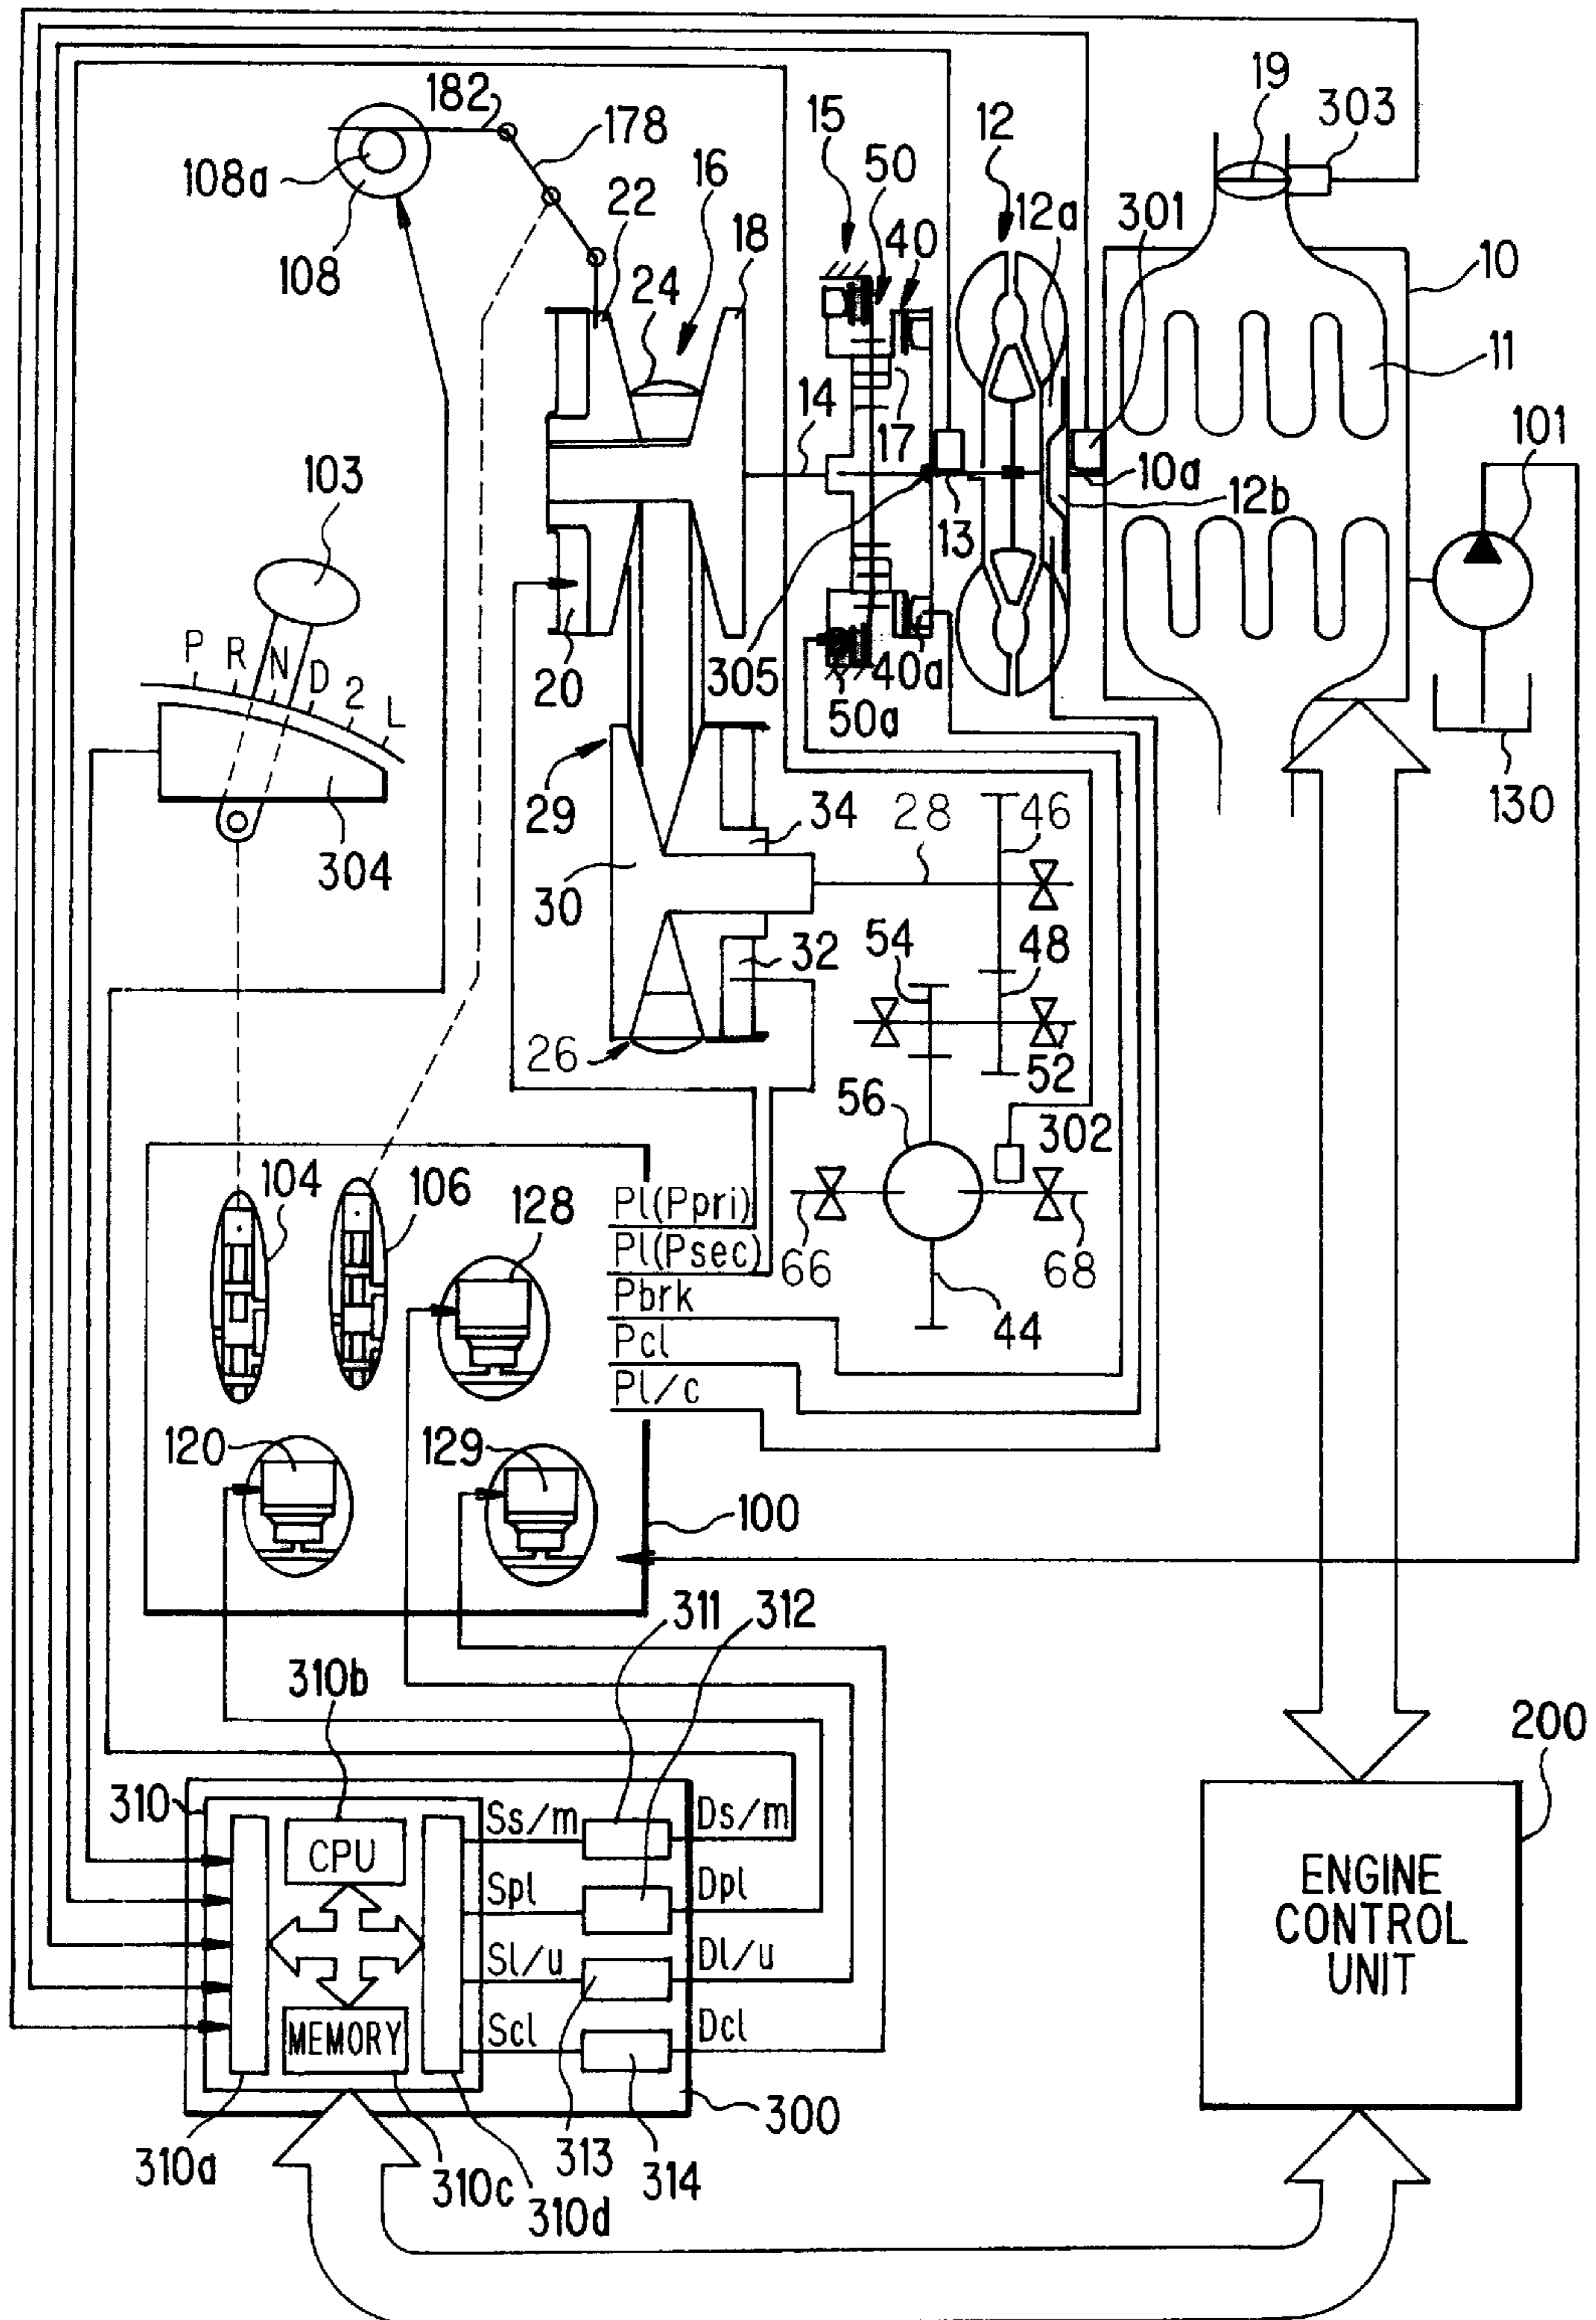 19
303
182
178
15
12
108a
22
16
50
12a
301
18
40
108
24
10
11
14
17
101
10a
103
12b
13
P
R
N
D
2
L
20
305
40a
50a
130
29
34
28
46
304
30
54
48
32
26
52
56
302
104
106
128
Pl(Ppri)
Pl(Psec)
66
68
Pbrk
44
Pcl
Pl/c
120
129
100
311
312
310b
200
310
Ss/m
Ds/m
CPU
Spl
Dpl
ENGINE
CONTROL
UNIT
Sl/u
Dl/u
MEMORY
Scl
Dcl
300
310a
310c
313
314
310d